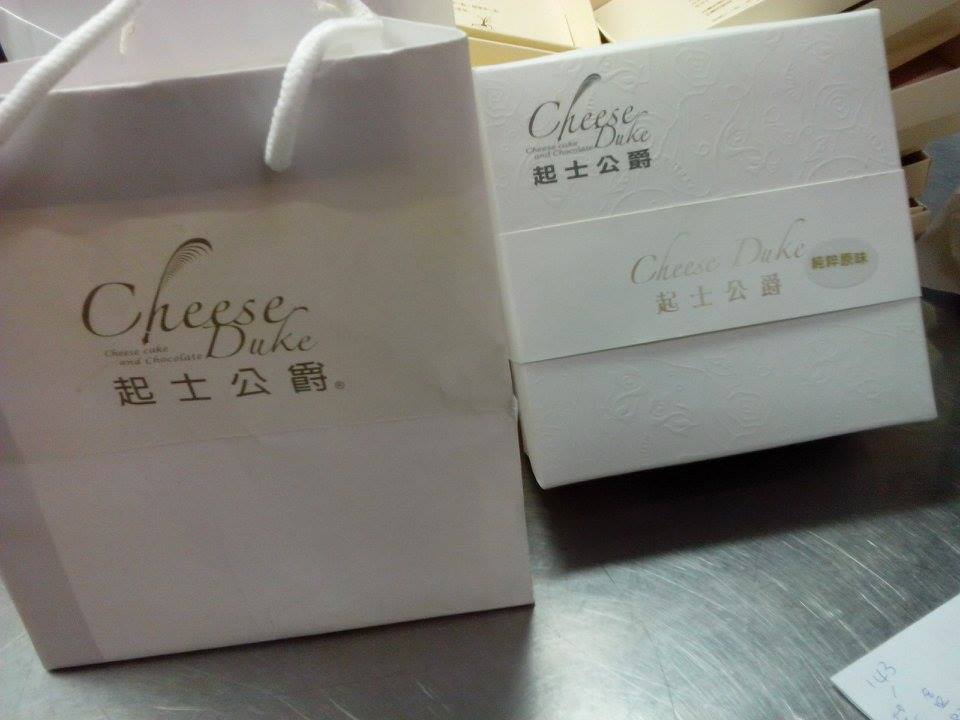 Cheese
Duke
Cheese cake
and Chocolate
起士公爵®
Cheese
Duke
Cheese cake
and Chocolate
起士公爵
Cheese Duke
起士公爵
純粹原味
143